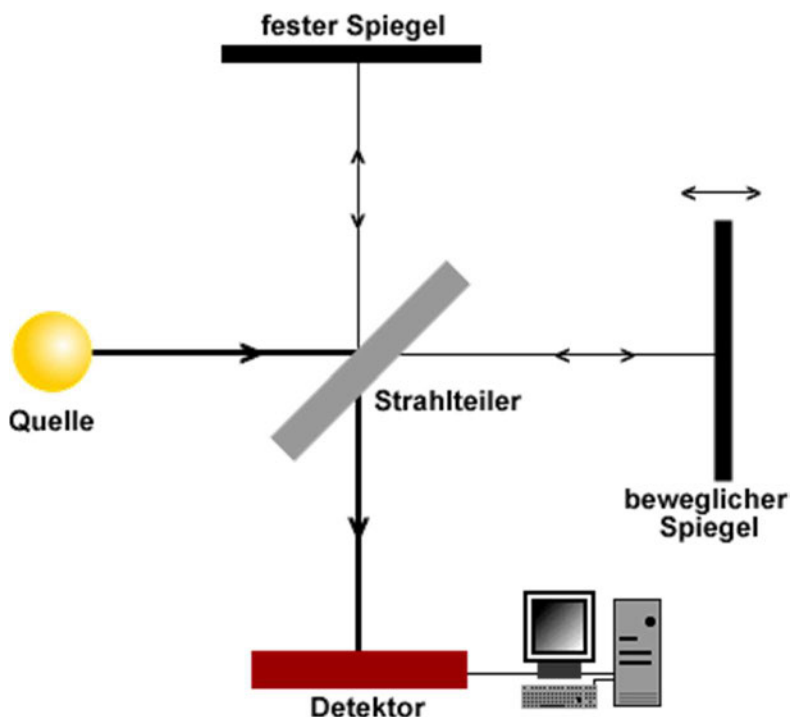 fester Spiegel
Quelle
Strahlteiler
beweglicher
Spiegel
Detektor